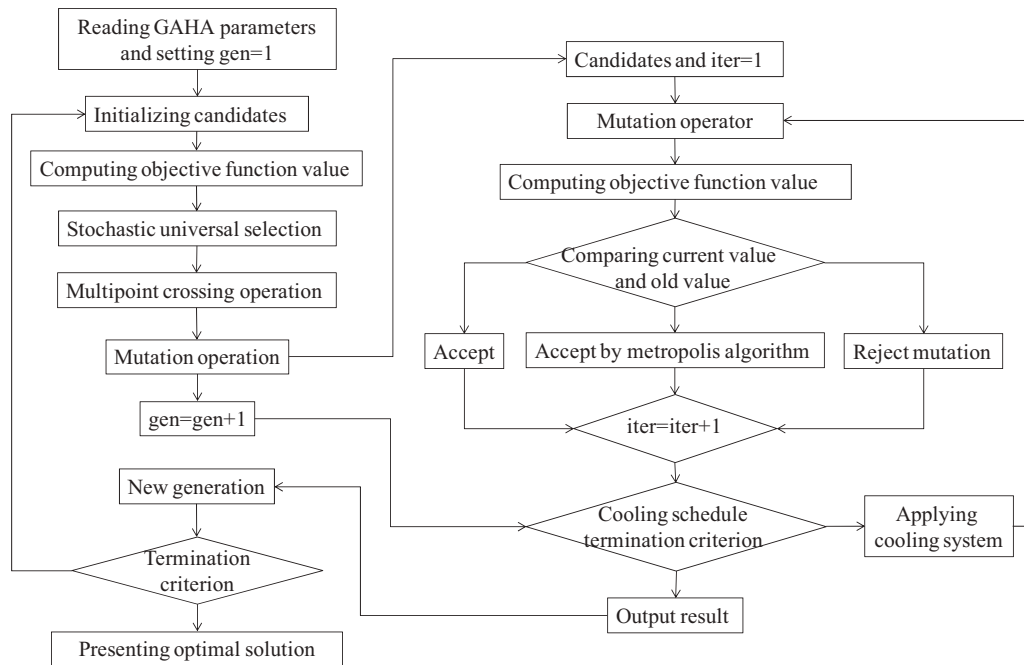 Reading GAHA parameters
and setting gen=1
Initializing candidates
Computing objective function value
Stochastic universal selection
Multipoint crossing operation
Mutation operation
gen=gen+1
New generation
Termination
criterion
Presenting optimal solution
Candidates and iter=1
Mutation operator
Computing objective function value
Comparing current value
and old value
Accept
Accept by metropolis algorithm
Reject mutation
iter=iter+1
Cooling schedule
termination criterion
Applying
cooling system
Output result